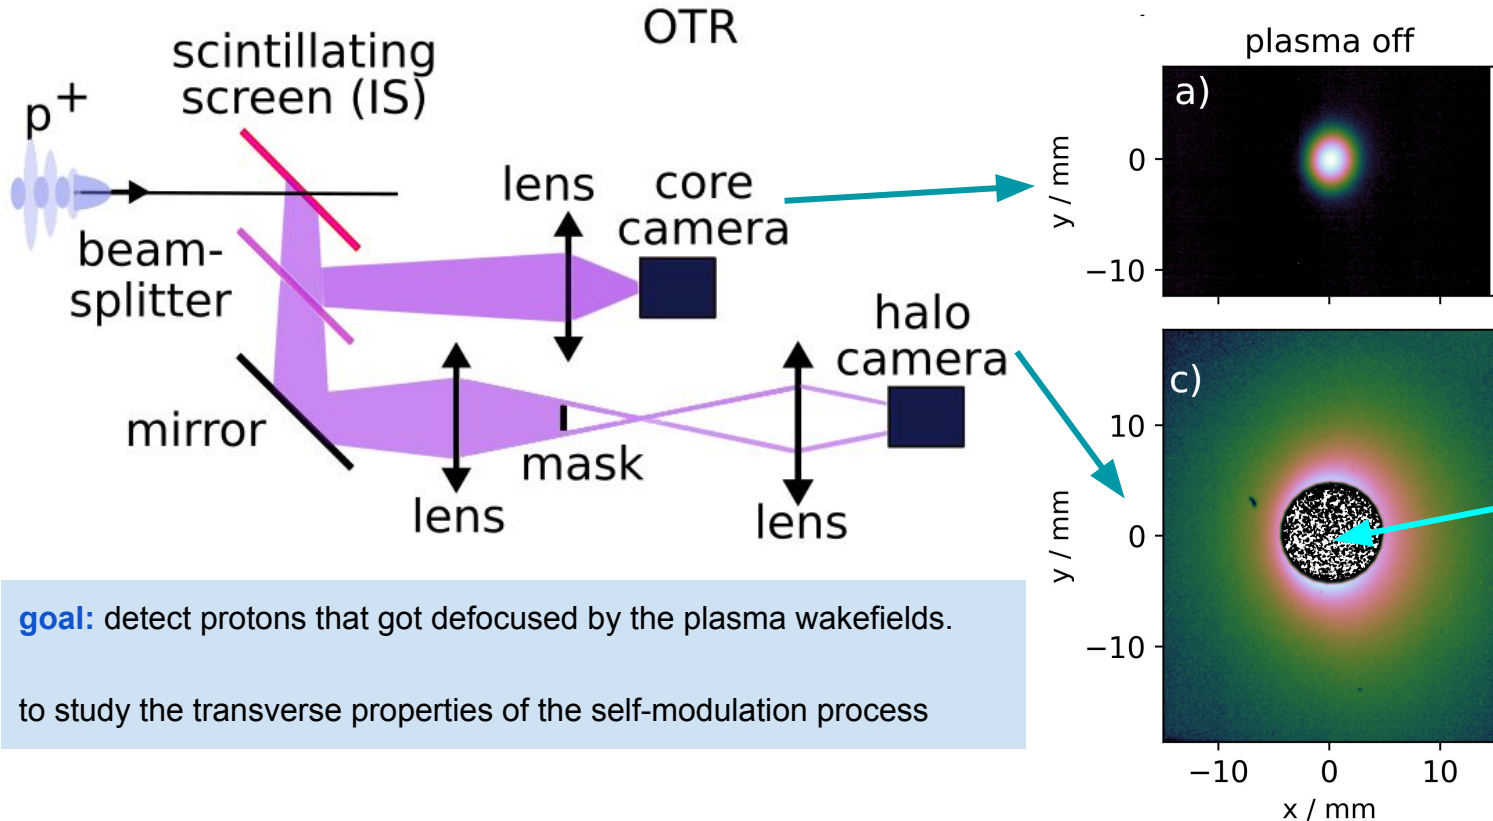 OTR
scintillating
screen (IS)
p+
beam-
splitter
mirror
lens
core
camera
halo
camera
mask
lens
lens
goal: detect protons that got defocused by the plasma wakefields.
to study the transverse properties of the self-modulation process
plasma off
a)
y / mm
0
−10
c)
y / mm
10
0
−10
−10 0 10
x / mm